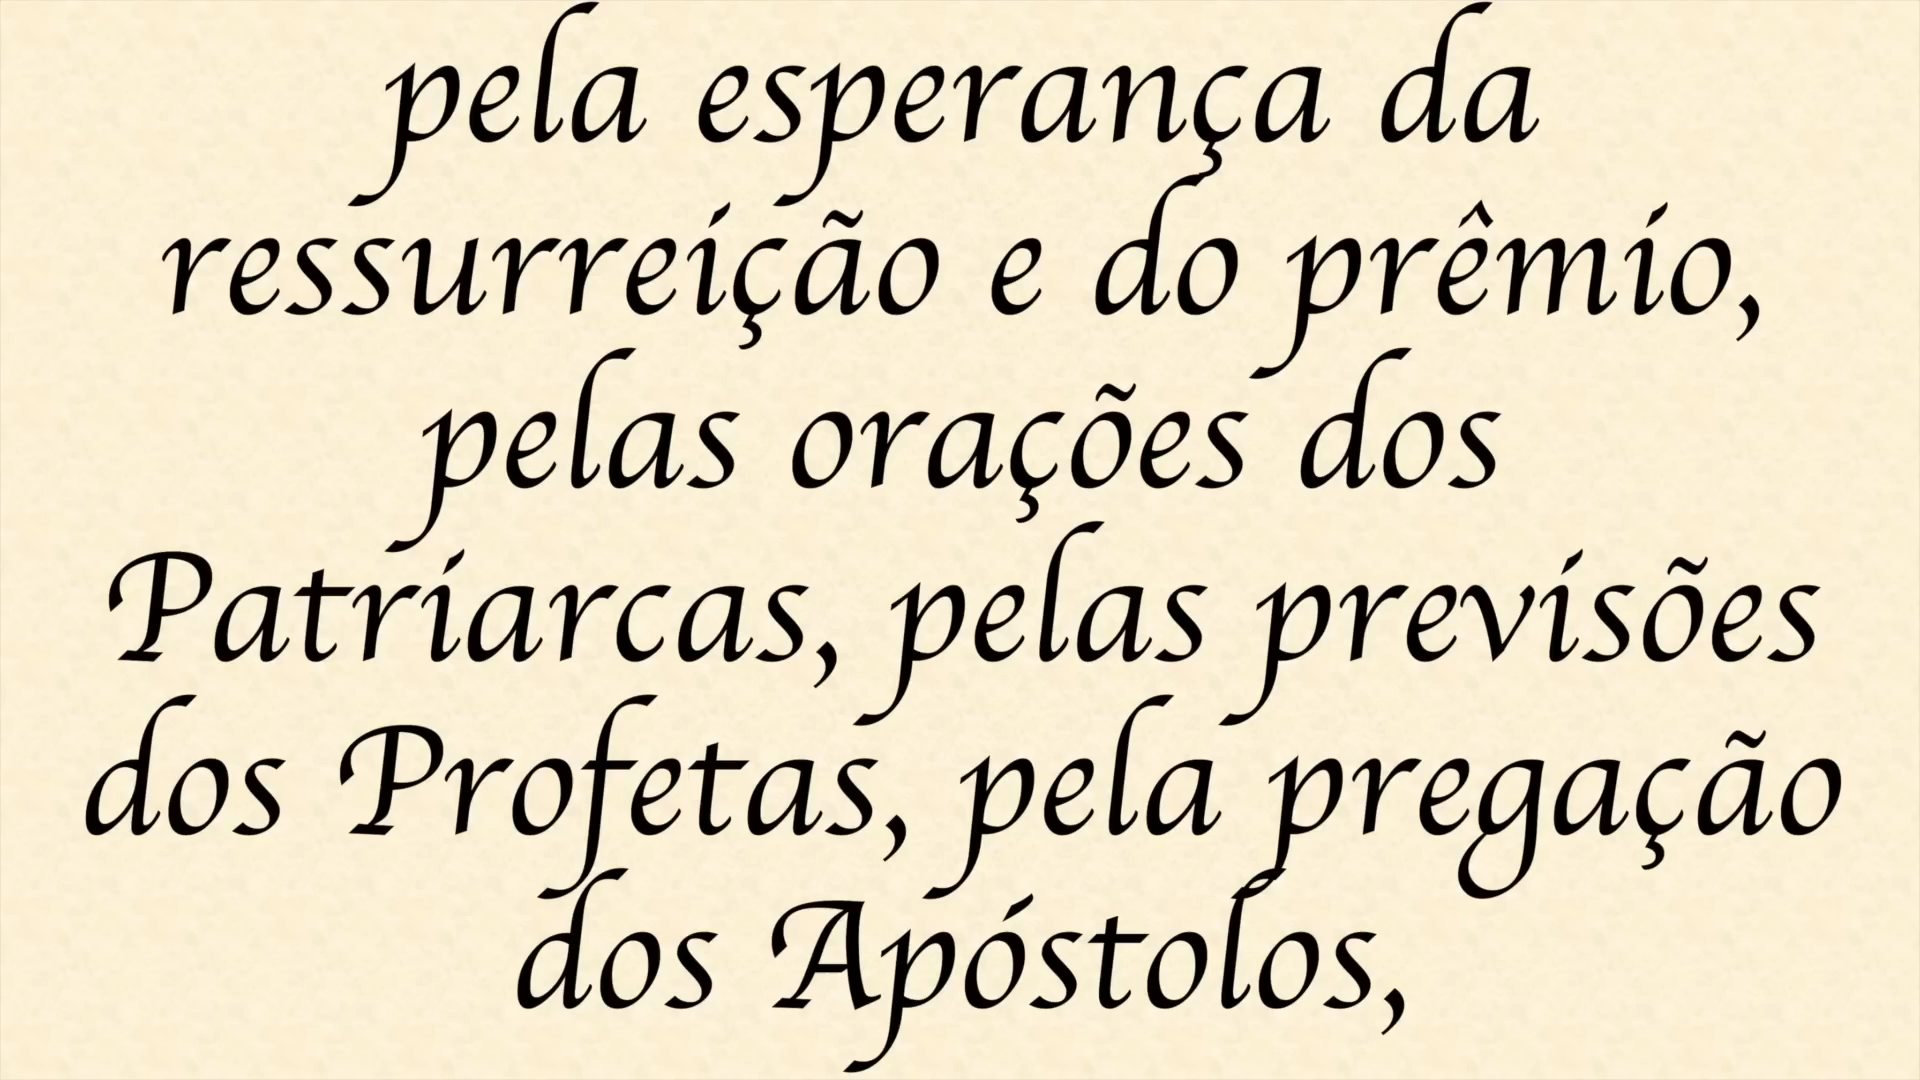 pela esperança da
ressurreição e do prêmio,
pelas orações dos
Patriarcas, pelas previsões
dos Profetas, pela pregação
dos Apóstolos,